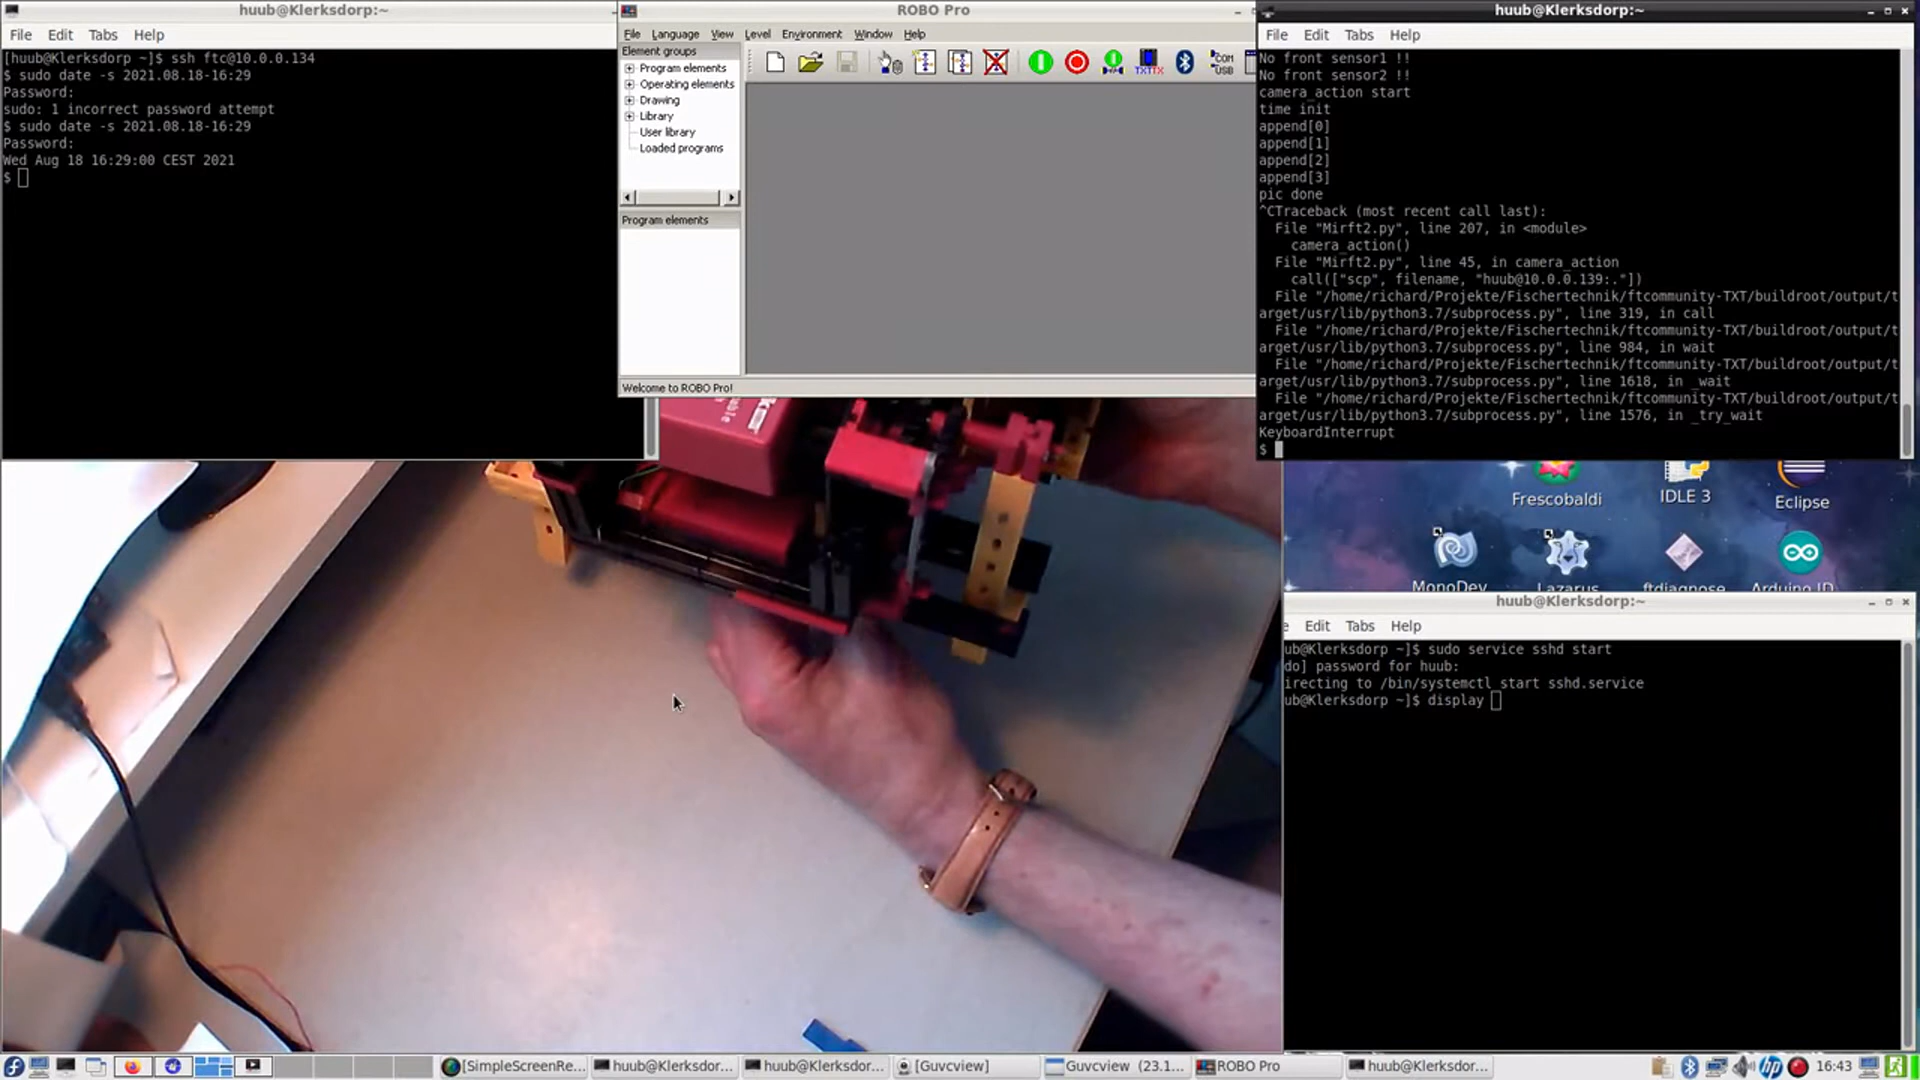 huub@Klerksdorp:~
File Edit Tabs Help
[huub@Klerksdorp ~]$ ssh ftc@10.0.0.134
$ sudo date -s 2021.08.18-16:29
Password:
sudo: 1 incorrect password attempt
$ sudo date -s 2021.08.18-16:29
Password:
Wed Aug 18 16:29:00 CEST 2021
$
ROBO Pro
File Language View Level Environment Window Help
Element groups
Program elements
Operating elements
Drawing
Library
User library
Loaded programs
TXTTX
COM
USB
Program elements
Welcome to ROBO Pro!
huub@Klerksdorp:~
File Edit Tabs Help
No front sensor1 !!
No front sensor2 !!
camera_action start
time init
append[0]
append[1]
append[2]
append[3]
pic done
^CTraceback (most recent call last):
File "Mirft2.py", line 207, in <module>
camera_action()
File "Mirft2.py", line 45, in camera_action
call(["scp", filename, "huub@10.0.0.139:."])
File "/home/richard/Projekte/Fischertechnik/ftcommunity-TXT/buildroot/output/t
arget/usr/lib/python3.7/subprocess.py", line 319, in call
File "/home/richard/Projekte/Fischertechnik/ftcommunity-TXT/buildroot/output/t
arget/usr/lib/python3.7/subprocess.py", line 984, in wait
File "/home/richard/Projekte/Fischertechnik/ftcommunity-TXT/buildroot/output/t
arget/usr/lib/python3.7/subprocess.py", line 1618, in _wait
File "/home/richard/Projekte/Fischertechnik/ftcommunity-TXT/buildroot/output/t
arget/usr/lib/python3.7/subprocess.py", line 1576, in _try_wait
KeyboardInterrupt
$
Frescobaldi IDLE 3 Eclipse
MonoDev Lazarus ftdiagnose Arduino ID
huub@Klerksdorp:~
e Edit Tabs Help
ub@Klerksdorp ~]$ sudo service sshd start
do] password for huub:
irecting to /bin/systemctl start sshd.service
ub@Klerksdorp ~]$ display
[SimpleScreenRe... huub@Klerksdor... huub@Klerksdor... [Guvcview] Guvcview (23.1... ROBO Pro huub@Klerksdor... hp 16:43